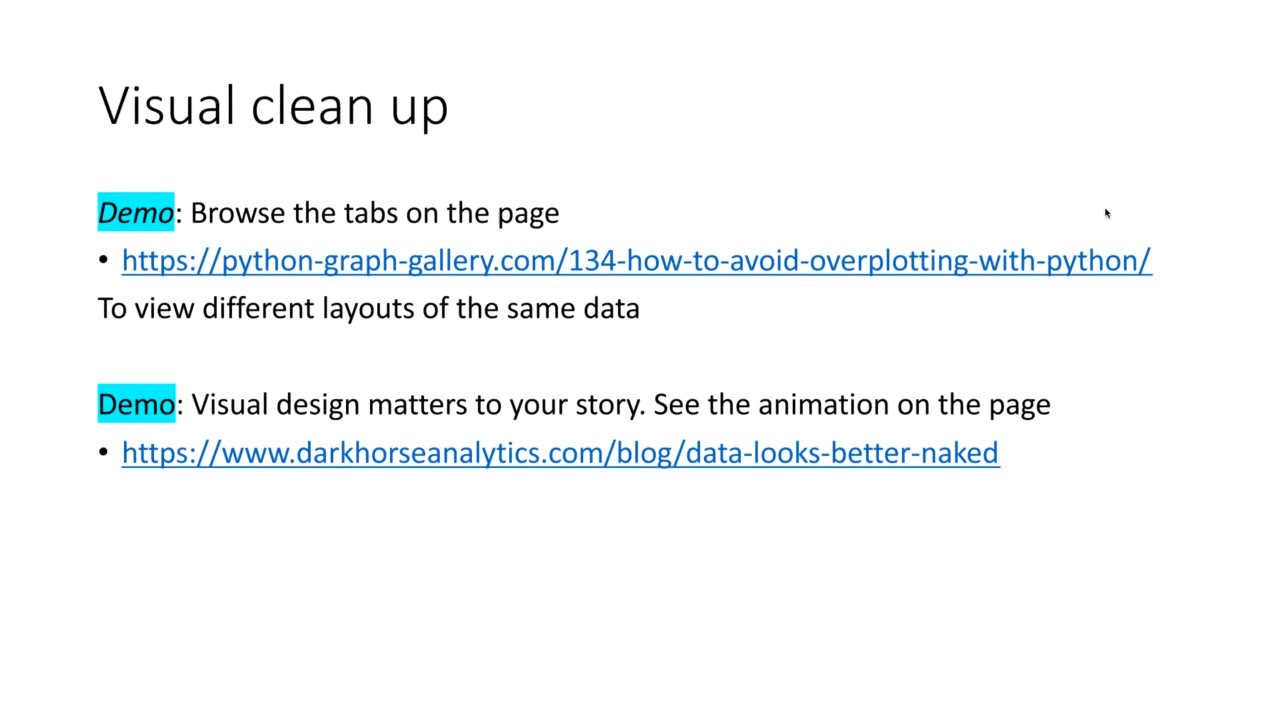 Visual clean up
Demo: Browse the tabs on the page
• https://python-graph-gallery.com/134-how-to-avoid-overplotting-with-python/
To view different layouts of the same data
Demo: Visual design matters to your story. See the animation on the page
• https://www.darkhorseanalytics.com/blog/data-looks-better-naked